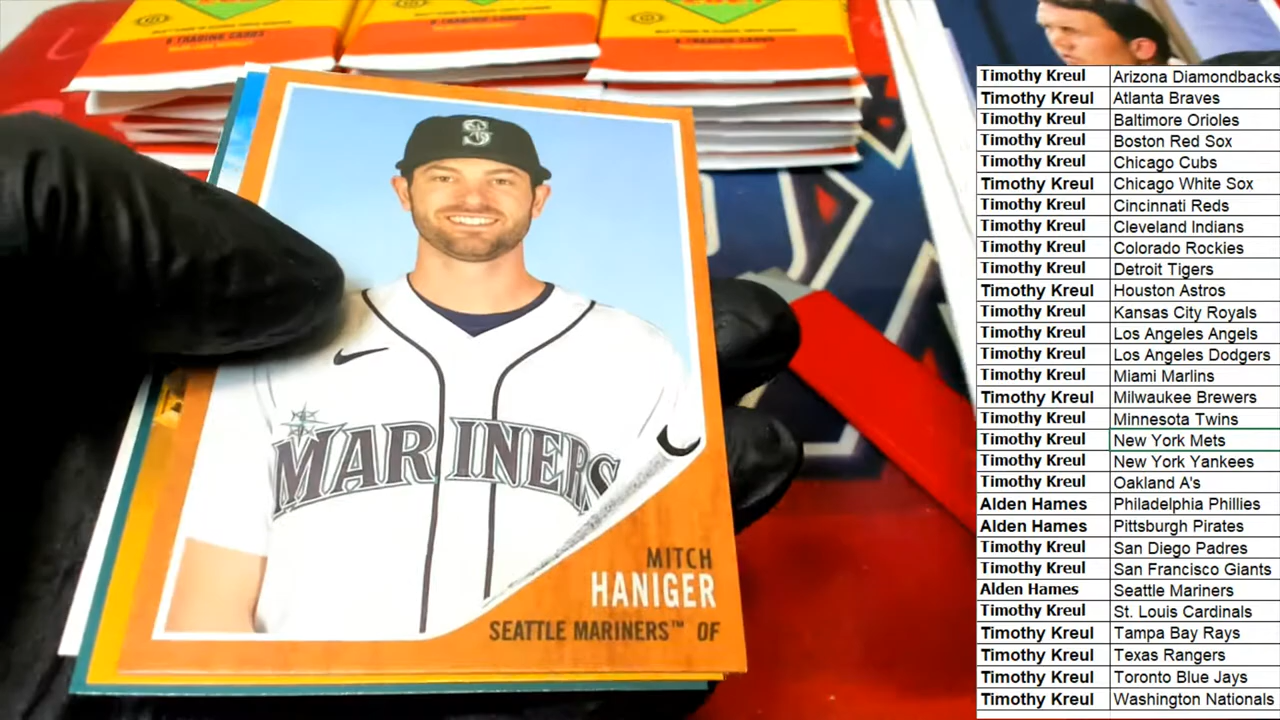 8 TRADING CARDS
8 TRADING CARDS
8 TRADING CARDS
S
MARINERS
MITCH
HANIGER
SEATTLE MARINERS™ OF
Timothy Kreul Arizona Diamondbacks
Timothy Kreul Atlanta Braves
Timothy Kreul Baltimore Orioles
Timothy Kreul Boston Red Sox
Timothy Kreul Chicago Cubs
Timothy Kreul Chicago White Sox
Timothy Kreul Cincinnati Reds
Timothy Kreul Cleveland Indians
Timothy Kreul Colorado Rockies
Timothy Kreul Detroit Tigers
Timothy Kreul Houston Astros
Timothy Kreul Kansas City Royals
Timothy Kreul Los Angeles Angels
Timothy Kreul Los Angeles Dodgers
Timothy Kreul Miami Marlins
Timothy Kreul Milwaukee Brewers
Timothy Kreul Minnesota Twins
Timothy Kreul New York Mets
Timothy Kreul New York Yankees
Timothy Kreul Oakland A's
Alden Hames Philadelphia Phillies
Alden Hames Pittsburgh Pirates
Timothy Kreul San Diego Padres
Timothy Kreul San Francisco Giants
Alden Hames Seattle Mariners
Timothy Kreul St. Louis Cardinals
Timothy Kreul Tampa Bay Rays
Timothy Kreul Texas Rangers
Timothy Kreul Toronto Blue Jays
Timothy Kreul Washington Nationals